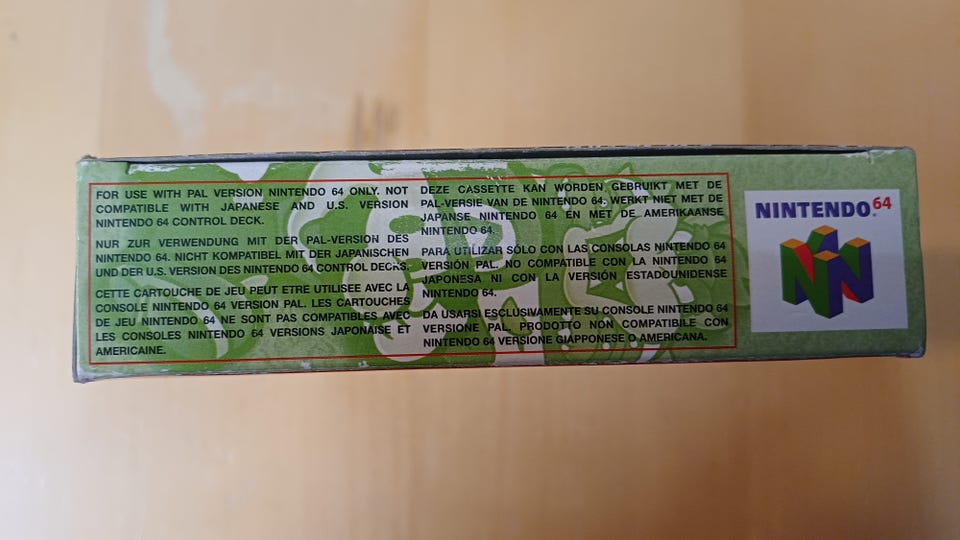 FOR USE WITH PAL VERSION NINTENDO 64 ONLY. NOT
COMPATIBLE WITH JAPANESE AND U.S. VERSION
NINTENDO 64 CONTROL DECK.
NUR ZUR VERWENDUNG MIT DER PAL-VERSION DES
NINTENDO 64. NICHT KOMPATIBEL MIT DER JAPANISCHEN
UND DER U.S. VERSION DES NINTENDO 64 CONTROL DECKS.
CETTE CARTOUCHE DE JEU PEUT ETRE UTILISEE AVEC LA
CONSOLE NINTENDO 64 VERSION PAL. LES CARTOUCHES
DE JEU NINTENDO 64 NE SONT PAS COMPATIBLES AVEC
LES CONSOLES NINTENDO 64 VERSIONS JAPONAISE ET
AMERICAINE.
DEZE CASSETTE KAN WORDEN GEBRUIKT MET DE
PAL-VERSIE VAN DE NINTENDO 64. WERKT NIET MET DE
JAPANSE NINTENDO 64 EN MET DE AMERIKAANSE
NINTENDO 64.
PARA UTILIZAR SÓLO CON LAS CONSOLAS NINTENDO 64
VERSIÓN PAL. NO COMPATIBLE CON LA NINTENDO 64
JAPONESA NI CON LA VERSIÓN ESTADOUNIDENSE
NINTENDO 64.
DA USARSI ESCLUSIVAMENTE SU CONSOLE NINTENDO 64
VERSIONE PAL. PRODOTTO NON COMPATIBILE CON
NINTENDO 64 VERSIONE GIAPPONESE O AMERICANA.
NINTENDO 64